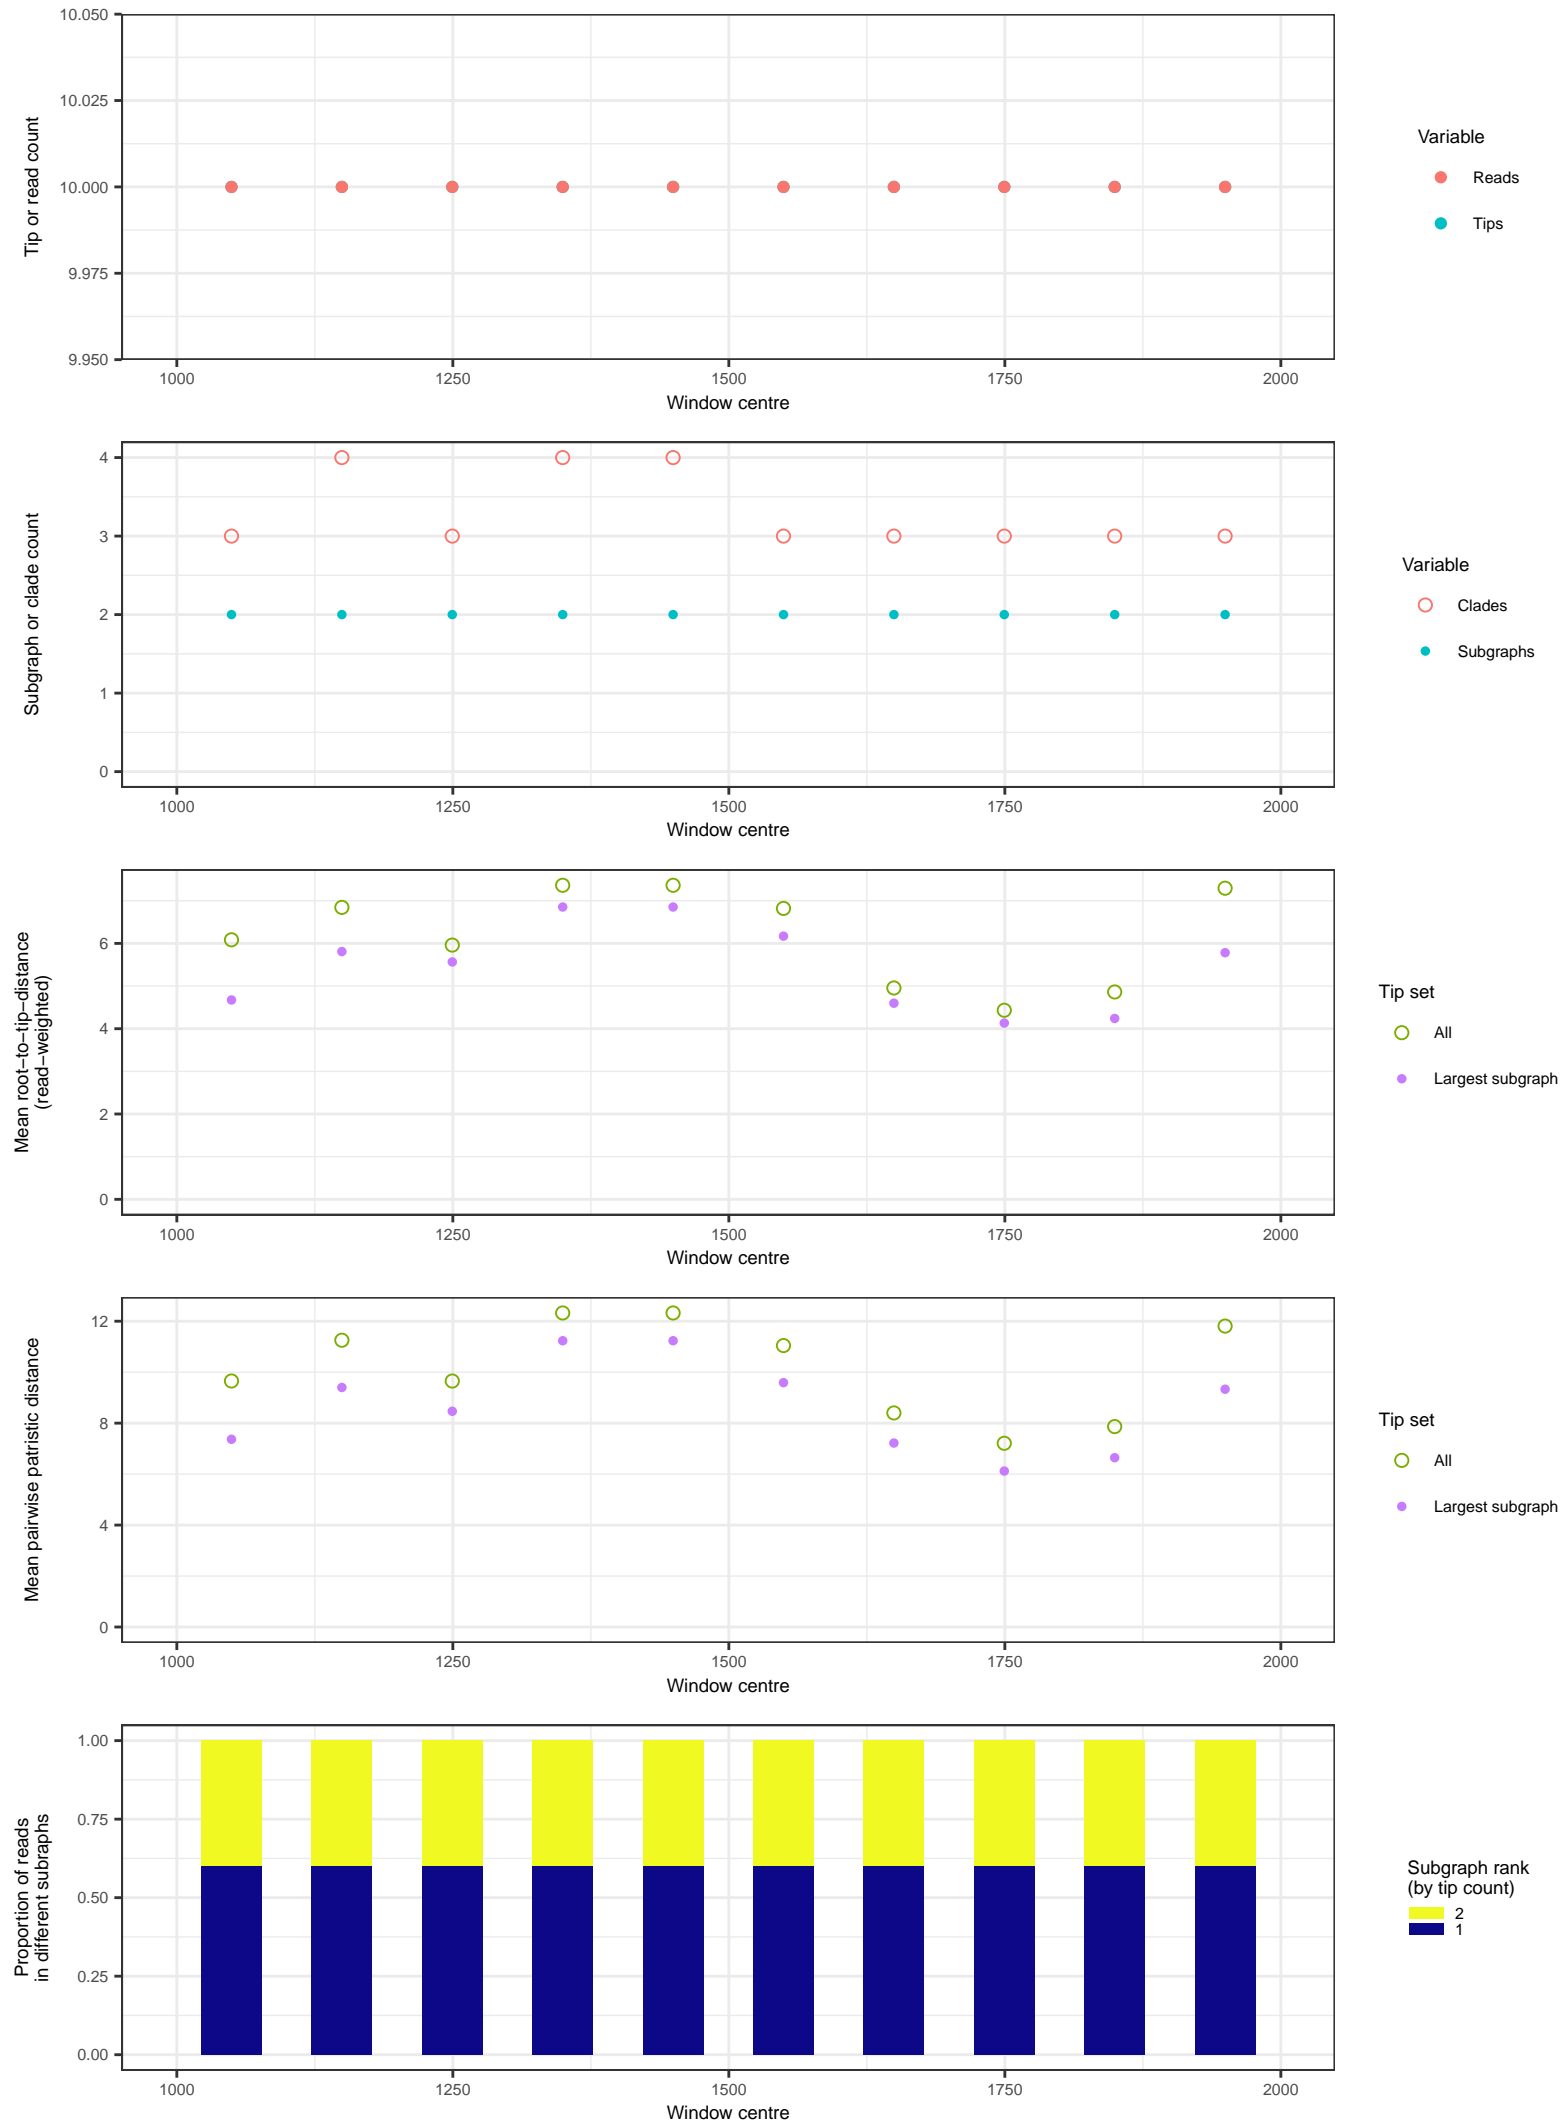 10.050
10.025
10.000
9.975
9.950
Tip or read count
1000 1250 1500 1750 2000
Window centre
Variable
Reads
Tips
4
3
2
1
0
Subgraph or clade count
1000 1250 1500 1750 2000
Window centre
Variable
Clades
Subgraphs
6
4
2
0
Mean root−to−tip−distance
(read−weighted)
1000 1250 1500 1750 2000
Window centre
Tip set
All
Largest subgraph
12
8
4
0
Mean pairwise patristic distance
1000 1250 1500 1750 2000
Window centre
Tip set
All
Largest subgraph
1.00
0.75
0.50
0.25
0.00
Proportion of reads
in different subraphs
1000 1250 1500 1750 2000
Window centre
Subgraph rank
(by tip count)
2
1